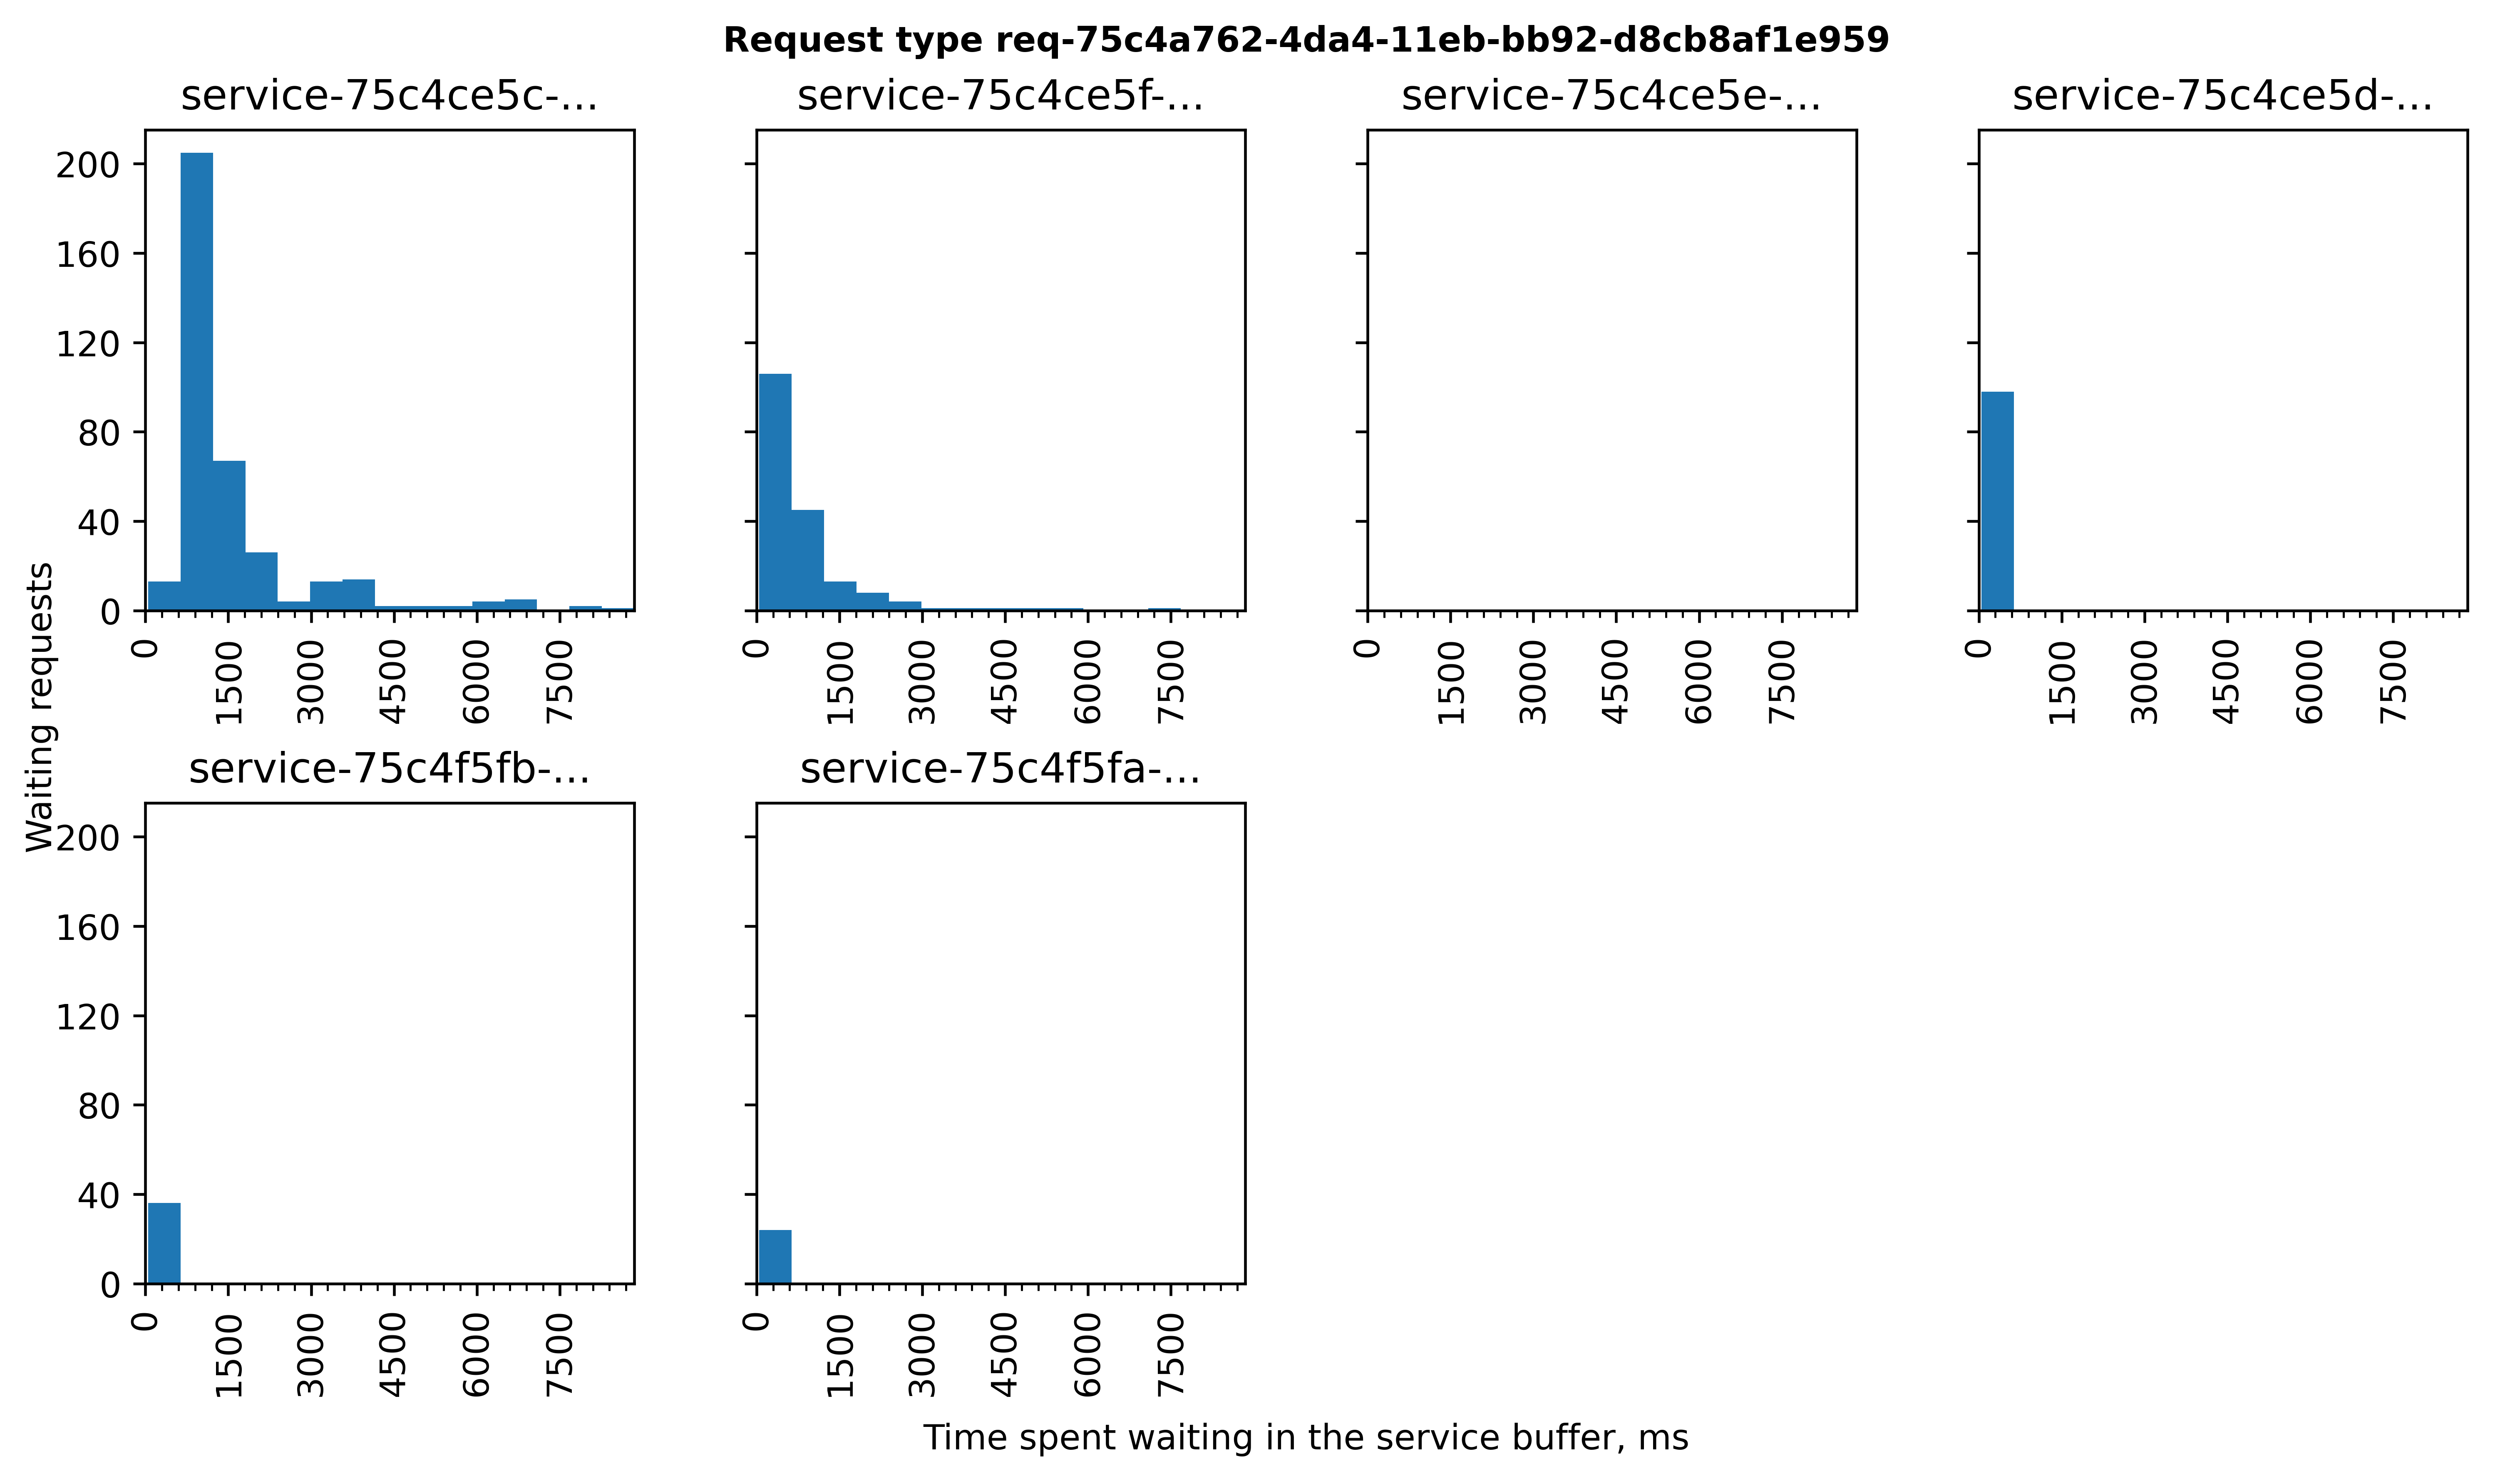 Request type req-75c4a762-4da4-11eb-bb92-d8cb8af1e959
service-75c4ce5c-...
service-75c4ce5f-...
service-75c4ce5e-...
service-75c4ce5d-...
200
160
120
80
40
0
0 1500 3000 4500 6000 7500
0 1500 3000 4500 6000 7500
0 1500 3000 4500 6000 7500
0 1500 3000 4500 6000 7500
Waiting requests
service-75c4f5fb-...
service-75c4f5fa-...
200
160
120
80
40
0
0 1500 3000 4500 6000 7500
0 1500 3000 4500 6000 7500
Time spent waiting in the service buffer, ms